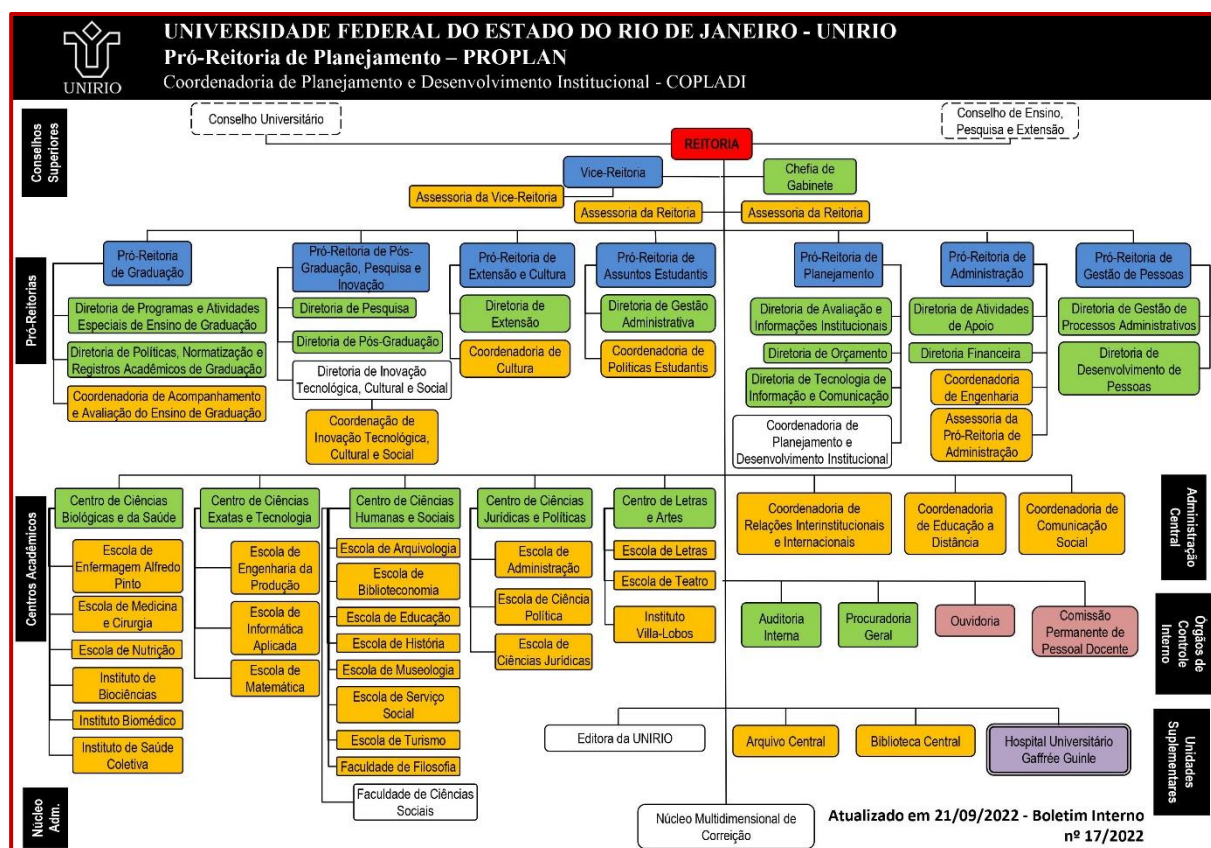 UNIVERSIDADE FEDERAL DO ESTADO DO RIO DE JANEIRO - UNIRIO
Pró-Reitoria de Planejamento – PROPLAN
Coordenadoria de Planejamento e Desenvolvimento Institucional - COPLADI
UNIRIO
Conselhos
Superiores
Conselho Universitário
Conselho de Ensino,
Pesquisa e Extensão
REITORIA
Vice-Reitoria
Chefia de
Gabinete
Assessoria da Vice-Reitoria
Assessoria da Reitoria
Assessoria da Reitoria
Pró-Reitorias
Pró-Reitoria
de Graduação
Diretoria de Programas e Atividades
Especiais de Ensino de Graduação
Diretoria de Políticas, Normatização e
Registros Acadêmicos de Graduação
Coordenadoria de Acompanhamento
e Avaliação do Ensino de Graduação
Pró-Reitoria de Pós-
Graduação, Pesquisa e
Inovação
Diretoria de Pesquisa
Diretoria de Pós-Graduação
Diretoria de Inovação
Tecnológica, Cultural e Social
Coordenação de
Inovação Tecnológica,
Cultural e Social
Pró-Reitoria de
Extensão e Cultura
Diretoria de
Extensão
Coordenadoria de
Cultura
Pró-Reitoria de
Assuntos Estudantis
Diretoria de Gestão
Administrativa
Coordenadoria de
Políticas Estudantis
Pró-Reitoria de
Planejamento
Diretoria de Avaliação e
Informações Institucionais
Diretoria de Orçamento
Diretoria de Tecnologia de
Informação e Comunicação
Coordenadoria de
Planejamento e
Desenvolvimento Institucional
Pró-Reitoria de
Administração
Diretoria de Atividades
de Apoio
Diretoria Financeira
Coordenadoria
de Engenharia
Assessoria da
Pró-Reitoria de
Administração
Pró-Reitoria de
Gestão de Pessoas
Diretoria de Gestão de
Processos Administrativos
Diretoria de
Desenvolvimento de
Pessoas
Centros Acadêmicos
Centro de Ciências
Biológicas e da Saúde
Escola de
Enfermagem Alfredo
Pinto
Escola de Medicina
e Cirurgia
Escola de Nutrição
Instituto de
Biociências
Instituto Biomédico
Instituto de Saúde
Coletiva
Centro de Ciências
Exatas e Tecnologia
Escola de
Engenharia da
Produção
Escola de
Informática
Aplicada
Escola de
Matemática
Centro de Ciências
Humanas e Sociais
Escola de Arquivologia
Escola de
Biblioteconomia
Escola de Educação
Escola de História
Escola de Museologia
Escola de Serviço
Social
Escola de Turismo
Faculdade de Filosofia
Faculdade de Ciências
Sociais
Centro de Ciências
Jurídicas e Políticas
Escola de
Administração
Escola de Ciência
Política
Escola de
Ciências Jurídicas
Centro de Letras
e Artes
Escola de Letras
Escola de Teatro
Instituto
Villa-Lobos
Coordenadoria de
Relações Interinstitucionais
e Internacionais
Coordenadoria
de Educação a
Distância
Coordenadoria de
Comunicação
Social
Administração
Central
Auditoria
Interna
Procuradoria
Geral
Ouvidoria
Comissão
Permanente de
Pessoal Docente
Órgãos de
Controle
Interno
Editora da UNIRIO
Arquivo Central
Biblioteca Central
Hospital Universitário
Gaffrée Guinle
Unidades
Suplementares
Núcleo
Adm.
Núcleo Multidimensional de
Correição
Atualizado em 21/09/2022 - Boletim Interno
nº 17/2022